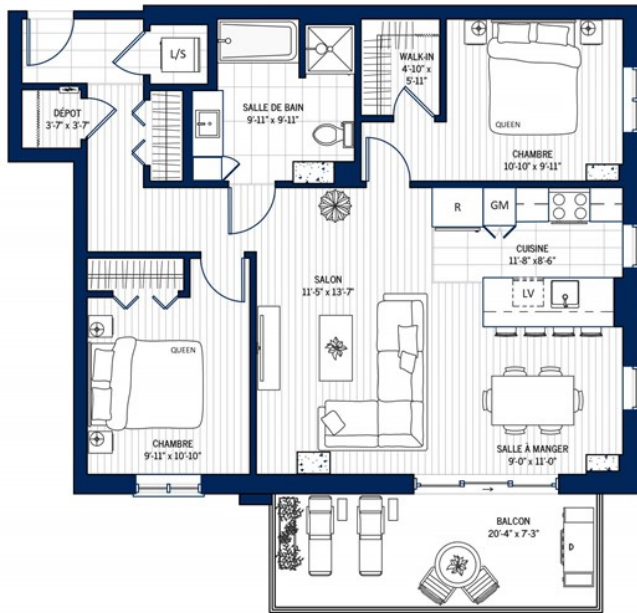 L/S
DÉPOT
3'-7" x 3'-7"
SALLE DE BAIN
9'-11" x 9'-11"
WALK-IN
4'-10" x
5'-11"
QUEEN
CHAMBRE
10'-10" x 9'-11"
R
GM
CUISINE
11'-8" x8'-6"
LV
SALON
11'-5" x 13'-7"
QUEEN
CHAMBRE
9'-11" x 10'-10"
SALLE À MANGER
9'-0" x 11'-0"
BALCON
20'-4" x 7'-3"